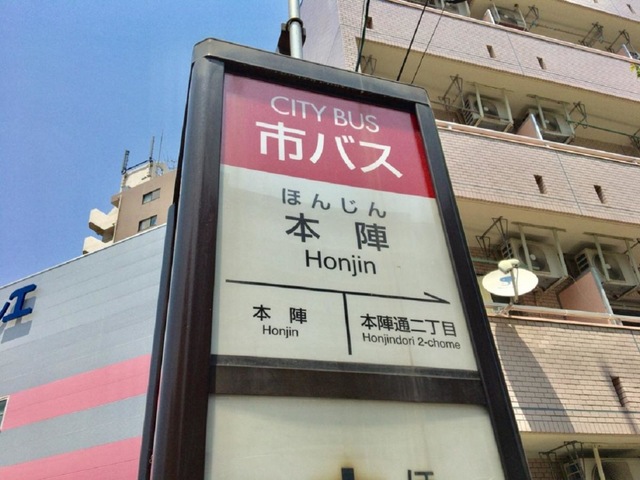 CITY BUS
市バス
ほんじん
本陣
Honjin
本陣
Honjin
本陣通二丁目
Honjindori 2-chome
エ